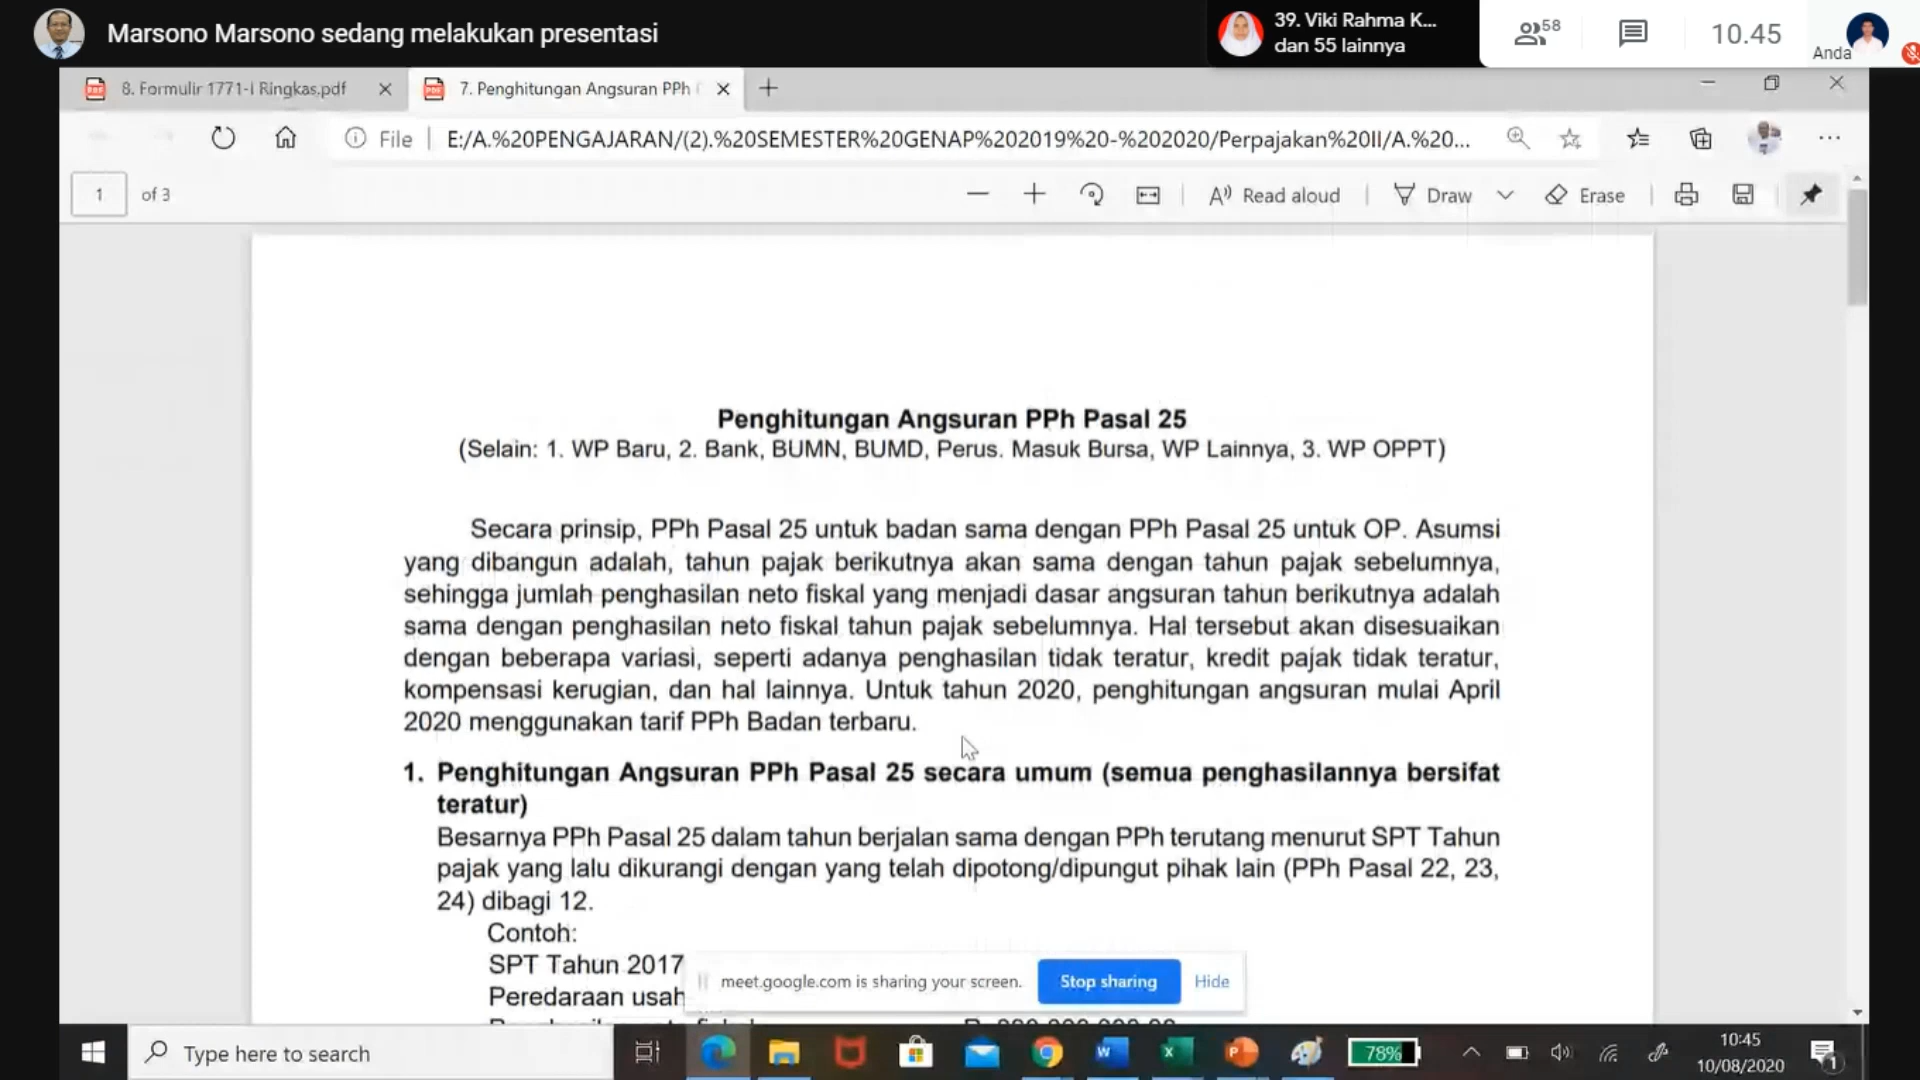 Marsono Marsono sedang melakukan presentasi
39. Viki Rahma K...
dan 55 lainnya
58
10.45
Anda
8. Formulir 1771-I Ringkas.pdf
7. Penghitungan Angsuran PPh
File
E:/A.%20PENGAJARAN/(2).%20SEMESTER%20GENAP%202019%20-%202020/Perpajakan%20II/A.%20...
1
of 3
Read aloud
Draw
Erase
Penghitungan Angsuran PPh Pasal 25
(Selain: 1. WP Baru, 2. Bank, BUMN, BUMD, Perus. Masuk Bursa, WP Lainnya, 3. WP OPPT)
Secara prinsip, PPh Pasal 25 untuk badan sama dengan PPh Pasal 25 untuk OP. Asumsi
yang dibangun adalah, tahun pajak berikutnya akan sama dengan tahun pajak sebelumnya,
sehingga jumlah penghasilan neto fiskal yang menjadi dasar angsuran tahun berikutnya adalah
sama dengan penghasilan neto fiskal tahun pajak sebelumnya. Hal tersebut akan disesuaikan
dengan beberapa variasi, seperti adanya penghasilan tidak teratur, kredit pajak tidak teratur,
kompensasi kerugian, dan hal lainnya. Untuk tahun 2020, penghitungan angsuran mulai April
2020 menggunakan tarif PPh Badan terbaru.
1. Penghitungan Angsuran PPh Pasal 25 secara umum (semua penghasilannya bersifat
teratur)
Besarnya PPh Pasal 25 dalam tahun berjalan sama dengan PPh terutang menurut SPT Tahun
pajak yang lalu dikurangi dengan yang telah dipotong/dipungut pihak lain (PPh Pasal 22, 23,
24) dibagi 12.
Contoh:
SPT Tahun 2017
Peredaraan usah
meet.google.com is sharing your screen.
Stop sharing
Hide
Type here to search
78%
10:45
10/08/2020
1